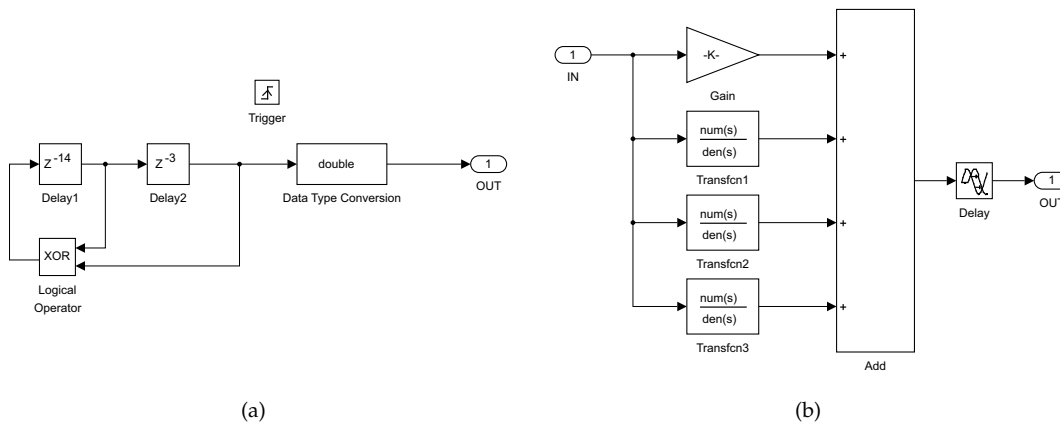 Trigger
Z-14
Delay1
Z-3
Delay2
double
Data Type Conversion
1
OUT
XOR
Logical
Operator
(a)
1
IN
-K-
Gain
+
num(s)
den(s)
Transfcn1
+
num(s)
den(s)
Transfcn2
+
num(s)
den(s)
Transfcn3
+
Add
Delay
1
OUT
(b)